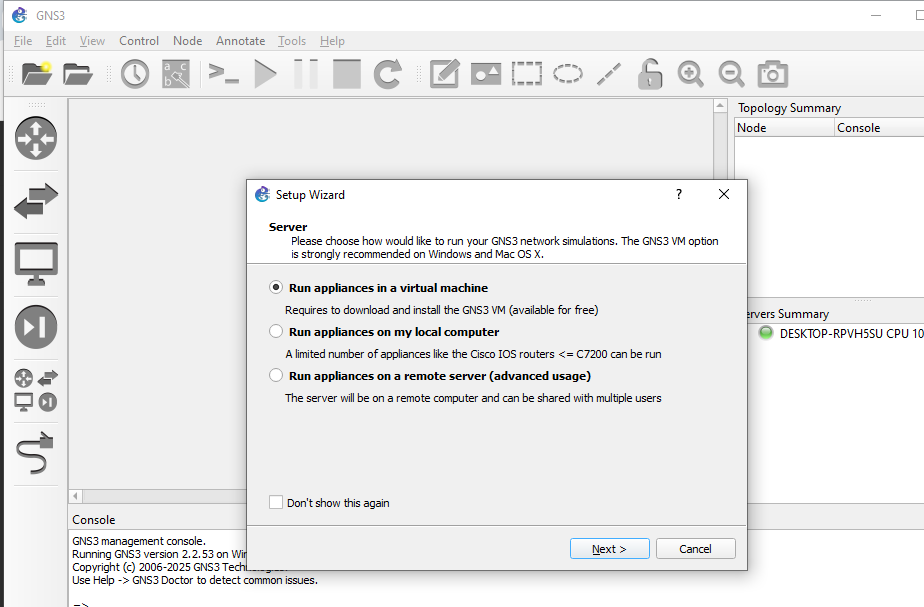 GNS3
File Edit View Control Node Annotate Tools Help
a c
b
Topology Summary
Node Console
Setup Wizard
?
Server
Please choose how would like to run your GNS3 network simulations. The GNS3 VM option
is strongly recommended on Windows and Mac OS X.
Run appliances in a virtual machine
Requires to download and install the GNS3 VM (available for free)
Run appliances on my local computer
A limited number of appliances like the Cisco IOS routers <= C7200 can be run
Run appliances on a remote server (advanced usage)
The server will be on a remote computer and can be shared with multiple users
Don't show this again
Next >
Cancel
ervers Summary
DESKTOP-RPVH5SU CPU 10
Console
GNS3 management console.
Running GNS3 version 2.2.53 on Win
Copyright (c) 2006-2025 GNS3 Technologies.
Use Help -> GNS3 Doctor to detect common issues.
=>